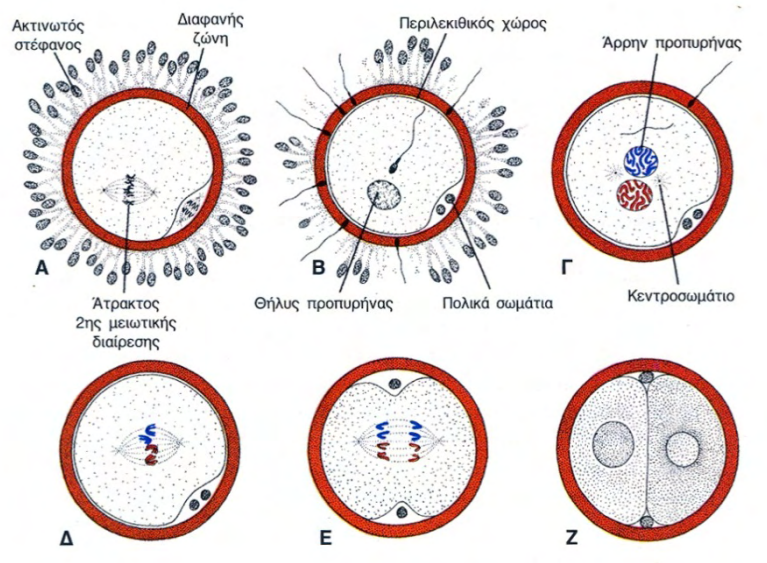 Ακτινωτός
στέφανος
Διαφανής
ζώνη
Περιλεκιθικός χώρος
Άρρην προπυρήνας
Α
Β
Γ
Άτρακτος
2ης μειωτικής
διαίρεσης
Θήλυς προπυρήνας
Πολικά σωμάτια
Κεντροσωμάτιο
Δ
Ε
Ζ